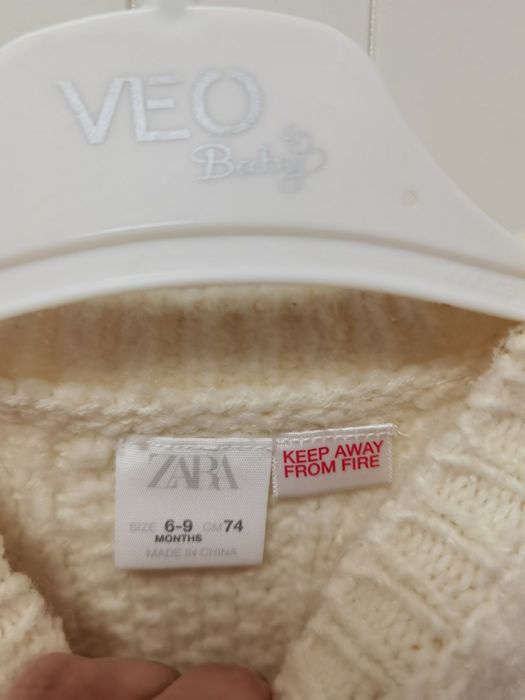 VEO
Baby
ZARA
SIZE 6-9 CM 74
MONTHS
MADE IN CHINA
KEEP AWAY
FROM FIRE